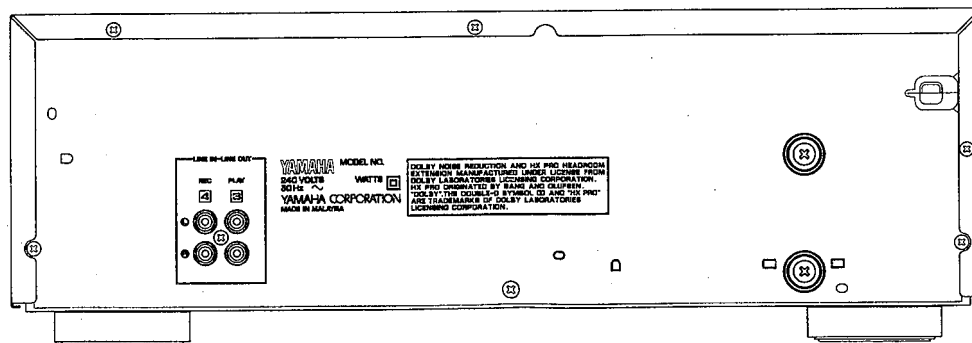 LINE IN–LINE OUT
REC PLAY
4 3
YAMAHA MODEL NO.
240 VOLTS WATTS
50 Hz ~
YAMAHA CORPORATION
MADE IN MALAYSIA
DOLBY NOISE REDUCTION AND HX PRO HEADROOM
EXTENSION MANUFACTURED UNDER LICENSE FROM
DOLBY LABORATORIES LICENSING CORPORATION.
HX PRO ORIGINATED BY BANG AND OLUFSEN.
"DOLBY", THE DOUBLE-D SYMBOL AND "HX PRO"
ARE TRADEMARKS OF DOLBY LABORATORIES
LICENSING CORPORATION.